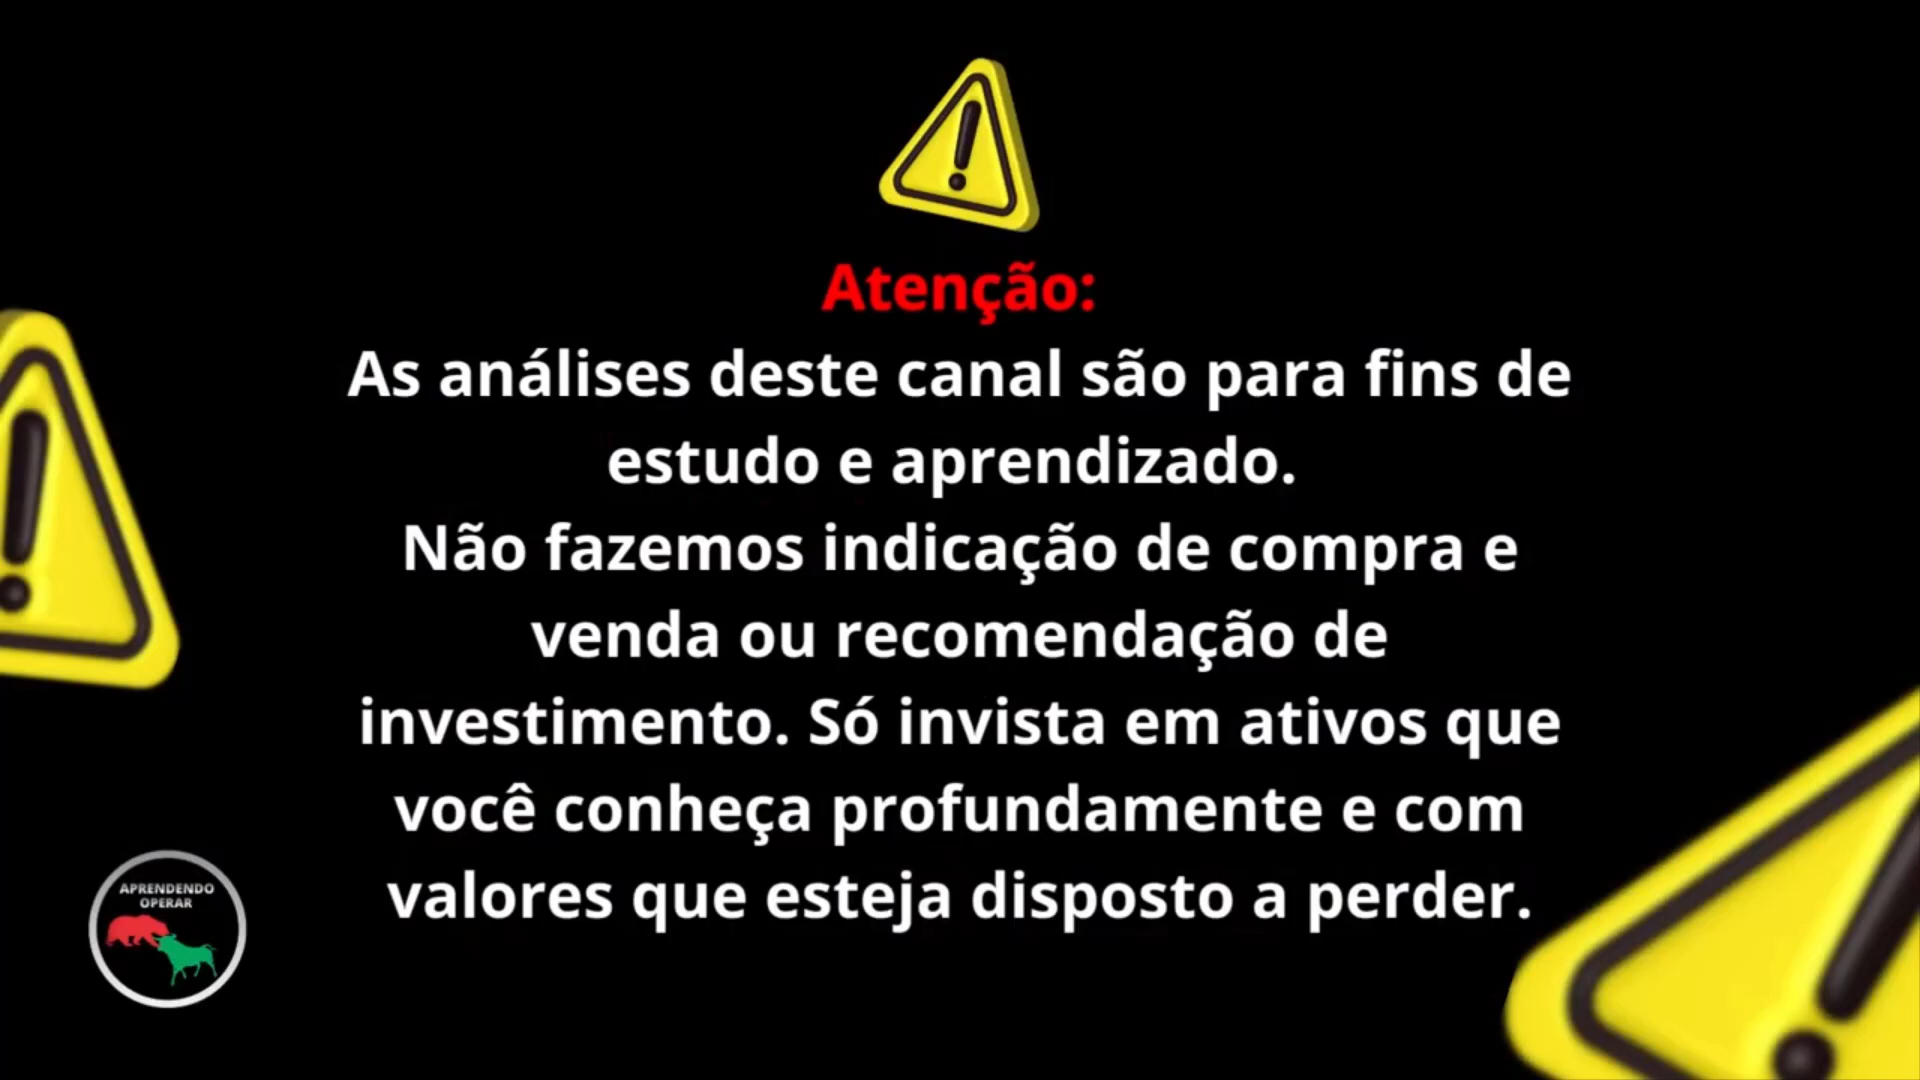 Atenção:
As análises deste canal são para fins de
estudo e aprendizado.
Não fazemos indicação de compra e
venda ou recomendação de
investimento. Só invista em ativos que
você conheça profundamente e com
valores que esteja disposto a perder.
APRENDENDO
OPERAR